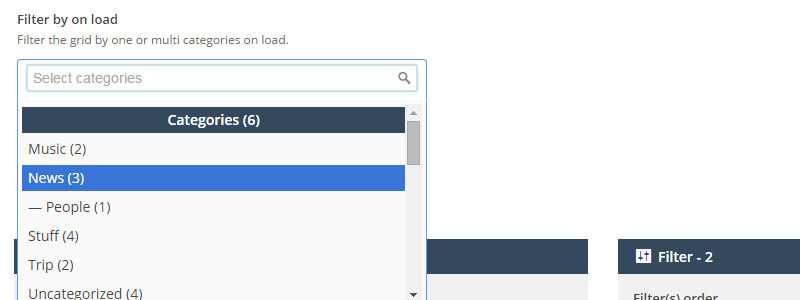 Filter by on load
Filter the grid by one or multi categories on load.
Select categories
Categories (6)
Music (2)
News (3)
— People (1)
Stuff (4)
Trip (2)
Uncategorized (4)
Filter - 2
Filter(s) order